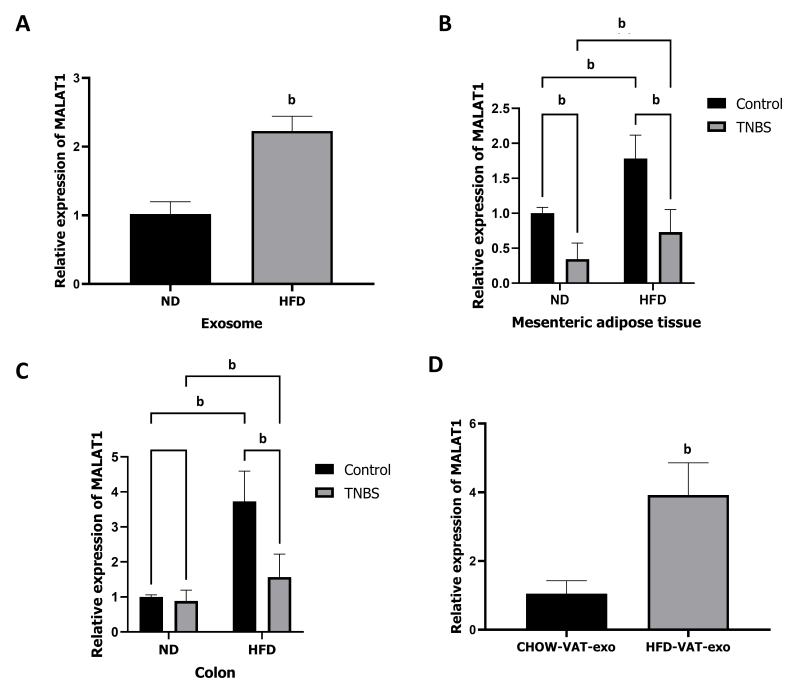 A
Relative expression of MALAT1
3
2
1
0
b
ND
HFD
Exosome
B
b
b
b
b
Relative expression of MALAT1
2.5
2.0
1.5
1.0
0.5
0.0
ND
HFD
Mesenteric adipose tissue
Control
TNBS
C
b
b
b
Relative expression of MALAT1
5
4
3
2
1
0
ND
HFD
Colon
Control
TNBS
D
Relative expression of MALAT1
6
4
2
0
b
CHOW-VAT-exo
HFD-VAT-exo